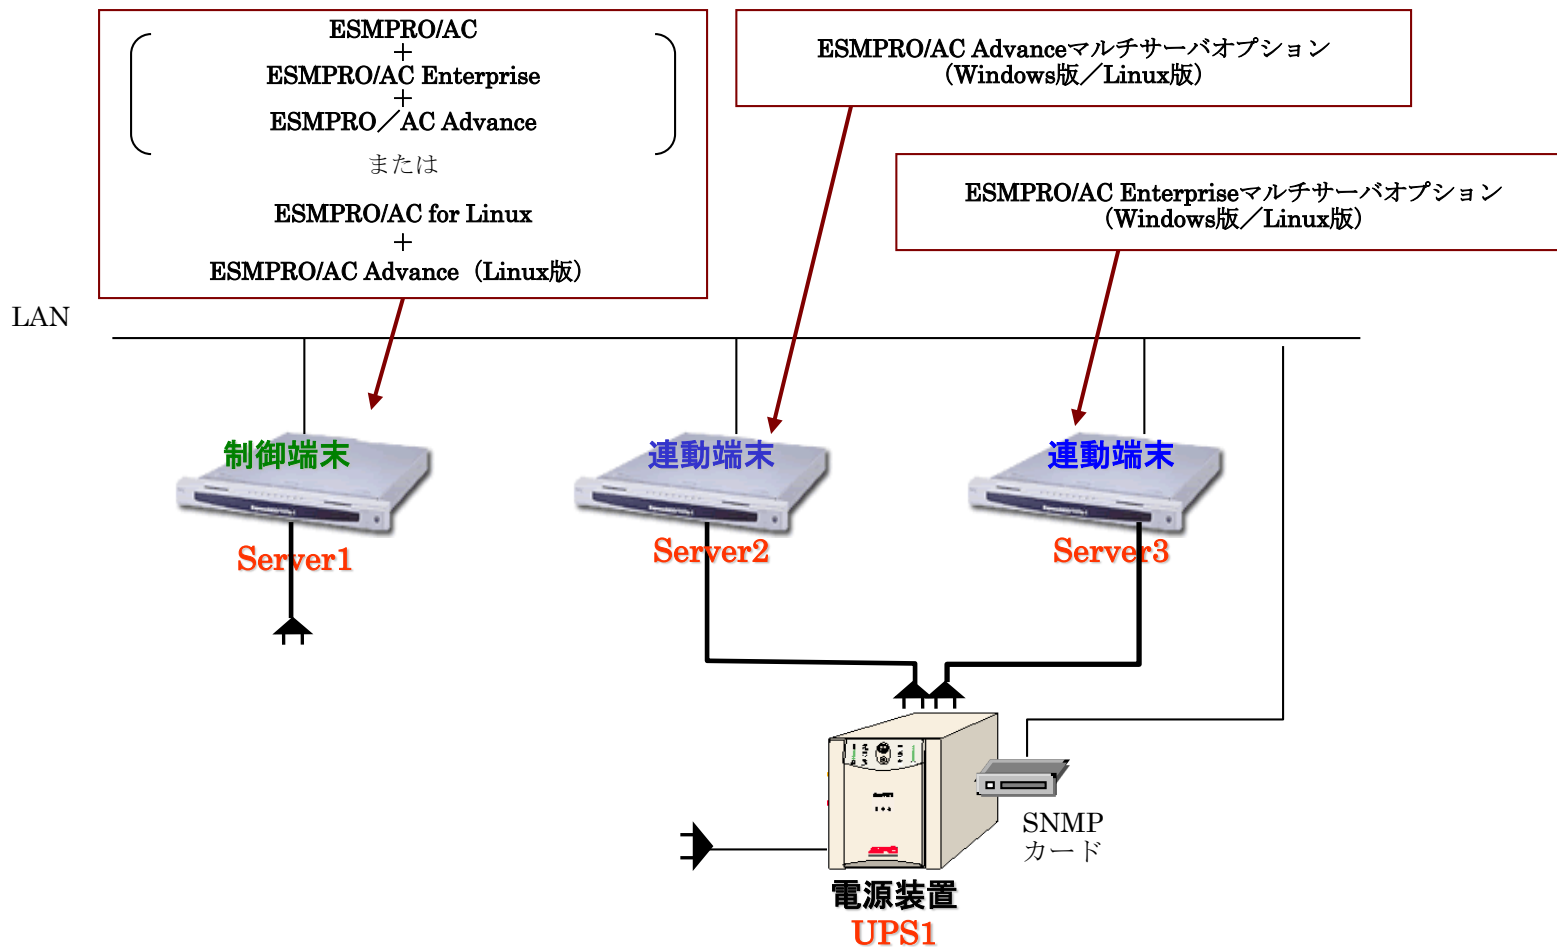 ESMPRO/AC
+
ESMPRO/AC Enterprise
+
ESMPRO／AC Advance
または
ESMPRO/AC for Linux
+
ESMPRO/AC Advance（Linux版）
ESMPRO/AC Advanceマルチサーバオプション
（Windows版／Linux版）
ESMPRO/AC Enterpriseマルチサーバオプション
（Windows版／Linux版）
LAN
制御端末
連動端末
連動端末
Server1
Server2
Server3
APC
SNMP
カード
電源装置
UPS1